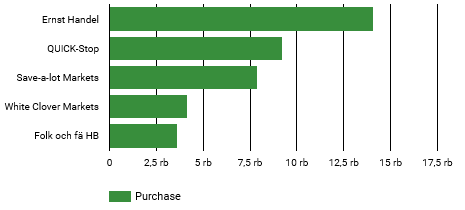 Ernst Handel
QUICK-Stop
Save-a-lot Markets
White Clover Markets
Folk och fä HB
0 2,5 rb 5 rb 7,5 rb 10 rb 12,5 rb 15 rb 17,5 rb
Purchase